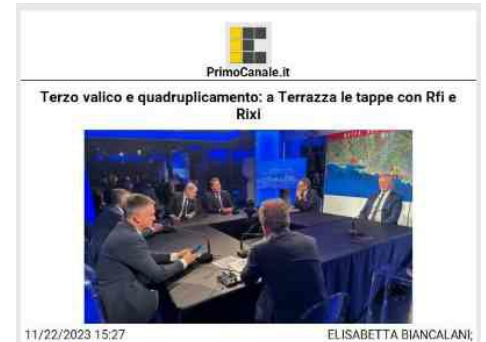 PrimoCanale.it
Terzo valico e quadruplicamento: a Terrazza le tappe con Rfi e
Rixi
11/22/2023 15:27
ELISABETTA BIANCALANI;